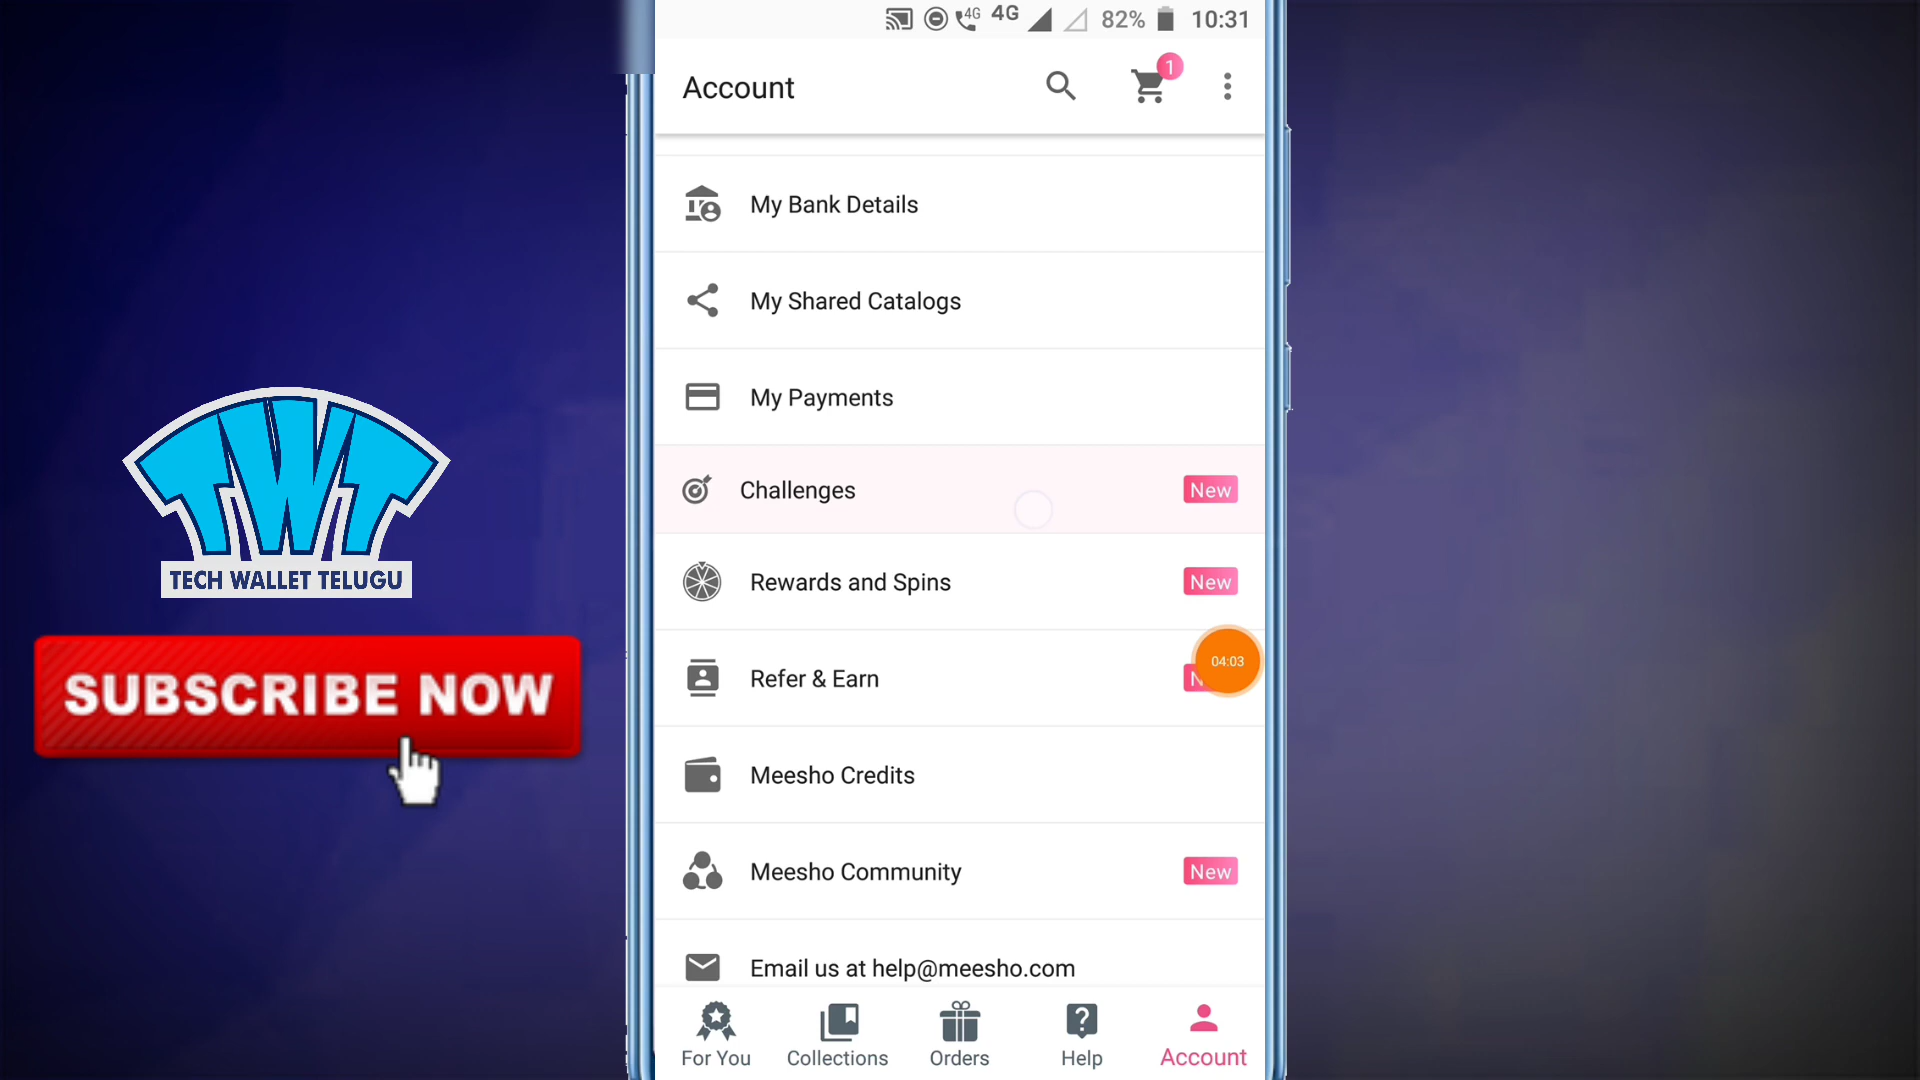 4G 4G 82% 10:31
Account 1
My Bank Details
My Shared Catalogs
My Payments
Challenges New
Rewards and Spins New
Refer & Earn
04:03
Meesho Credits
Meesho Community New
Email us at help@meesho.com
For You Collections Orders Help Account
TWT
TECH WALLET TELUGU
SUBSCRIBE NOW